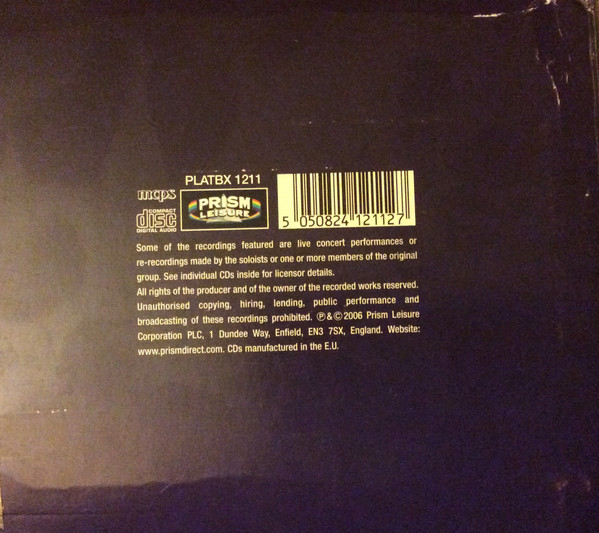 PLATBX 1211
mcps
COMPACT
disc
DIGITAL AUDIO
PRISM
LEISURE
5 050824 121127
Some of the recordings featured are live concert performances or
re-recordings made by the soloists or one or more members of the original
group. See individual CDs inside for licensor details.
All rights of the producer and of the owner of the recorded works reserved.
Unauthorised copying, hiring, lending, public performance and
broadcasting of these recordings prohibited. ℗&©2006 Prism Leisure
Corporation PLC, 1 Dundee Way, Enfield, EN3 7SX, England. Website:
www.prismdirect.com. CDs manufactured in the E.U.